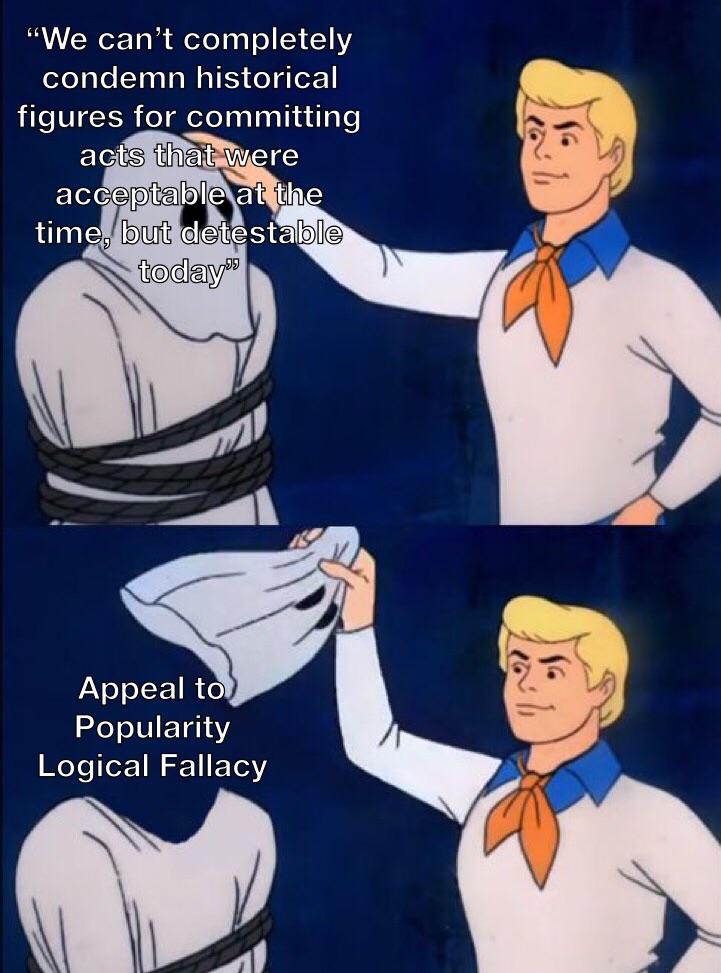 “We can’t completely
condemn historical
figures for committing
acts that were
acceptable at the
time, but detestable
today”
Appeal to
Popularity
Logical Fallacy